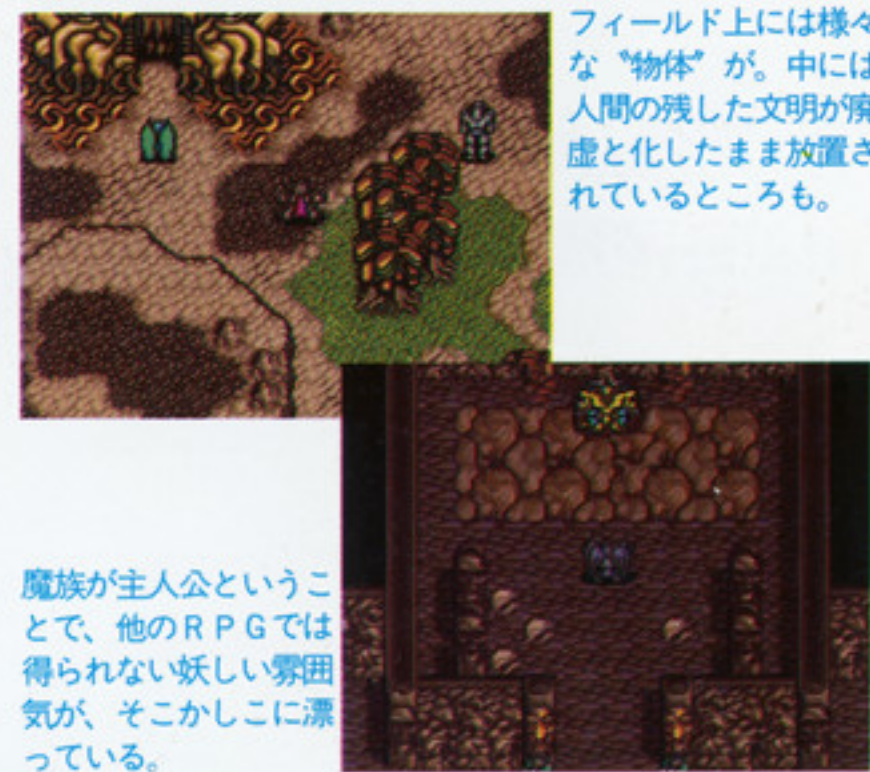 フィールド上には様々
な〝物体〟が。中には
人間の残した文明が廃
虚と化したまま放置さ
れているところも。
魔族が主人公というこ
とで、他のＲＰＧでは
得られない妖しい雰囲
気が、そこかしこに漂
っている。